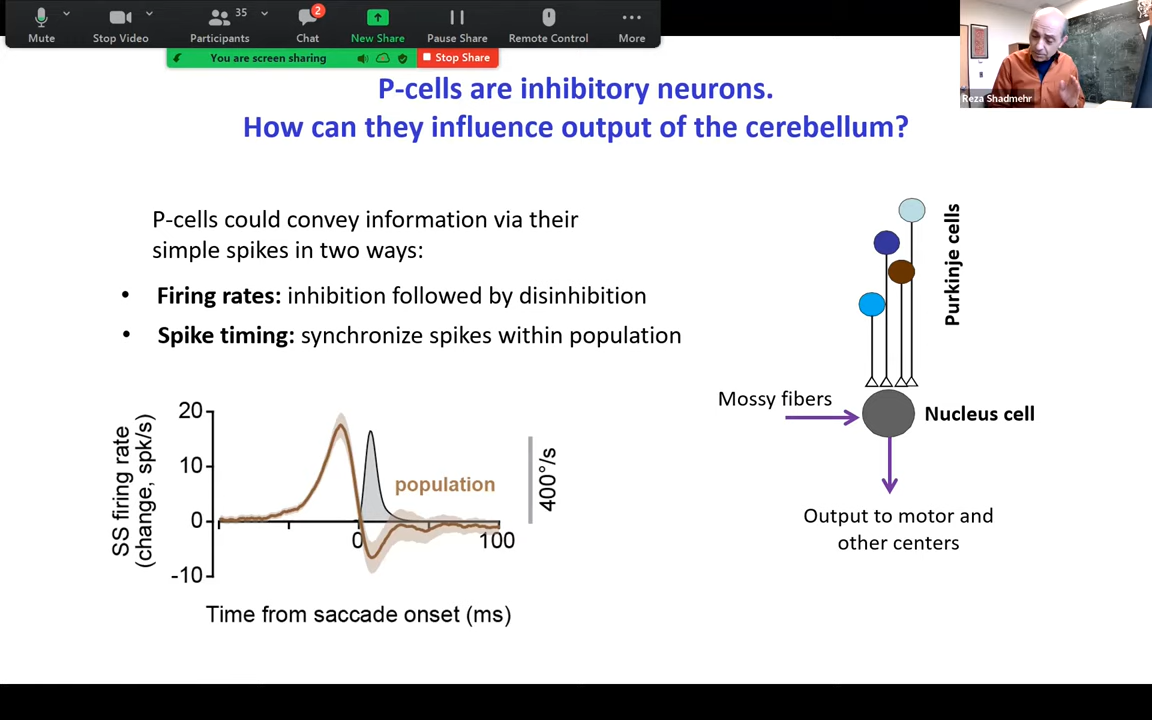 35
2
Mute
Stop Video
Participants
Chat
New Share
Pause Share
Remote Control
More
You are screen sharing
Stop Share
Reza Shadmehr
P-cells are inhibitory neurons.
How can they influence output of the cerebellum?
P-cells could convey information via their
simple spikes in two ways:
• Firing rates: inhibition followed by disinhibition
• Spike timing: synchronize spikes within population
SS firing rate
(change, spk/s)
20
10
0
-10
population
400°/s
0
100
Time from saccade onset (ms)
Purkinje cells
Mossy fibers
Nucleus cell
Output to motor and
other centers